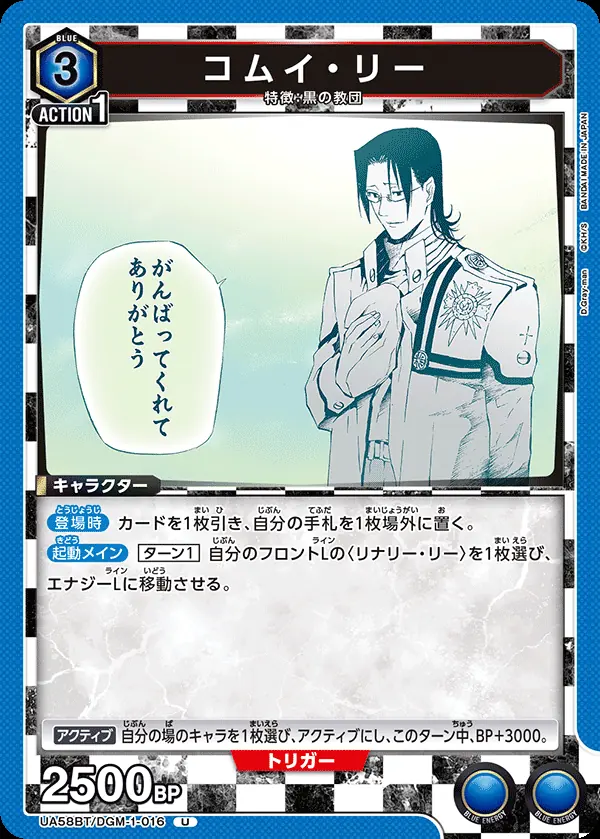 BLUE
3
ACTION 1
コムイ・リー
特徴：黒の教団
がんばってくれて
ありがとう
D.Gray-man ©KH/S BANDAI MADE IN JAPAN
キャラクター
登場時 カードを1枚引き、自分の手札を1枚場外に置く。
起動メイン ターン1 自分のフロントLの〈リナリー・リー〉を1枚選び、
エナジーLに移動させる。
アクティブ 自分の場のキャラを1枚選び、アクティブにし、このターン中、BP+3000。
トリガー
2500BP
BLUE ENERGY
BLUE ENERGY
UA58BT/DGM-1-016 U